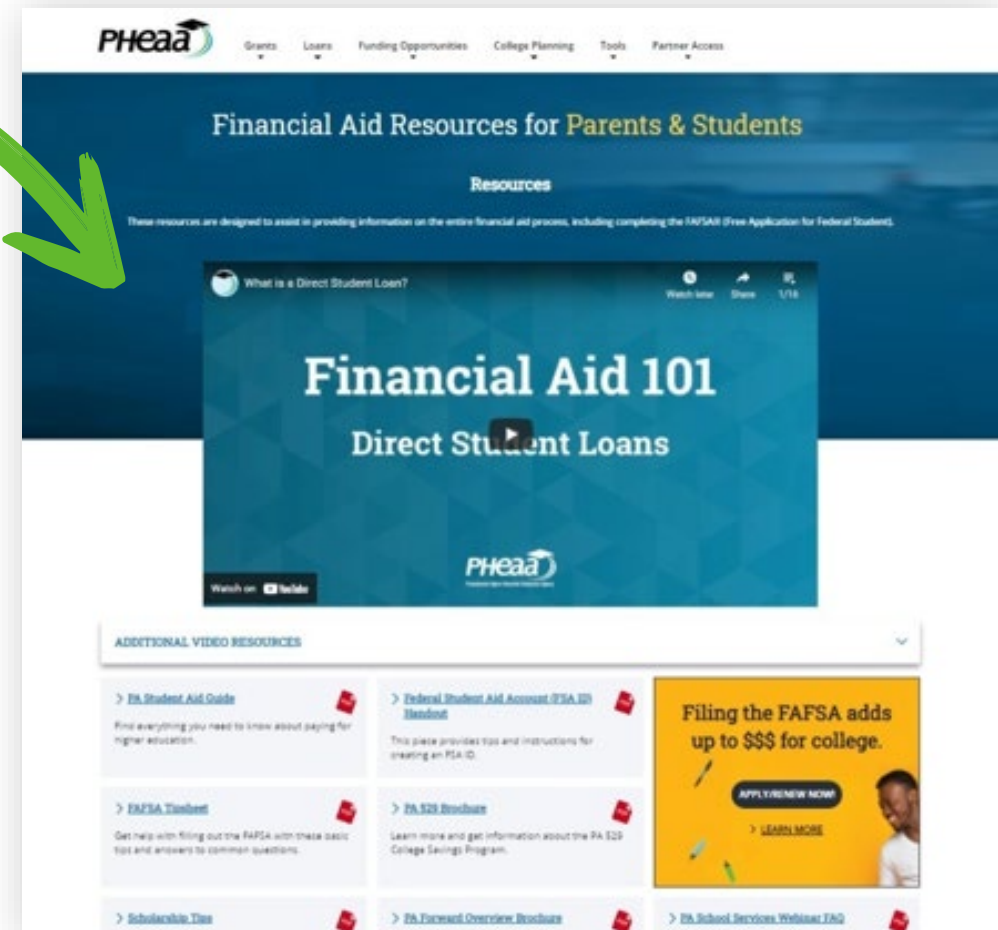 PHEAA
Grants Loans Funding Opportunities College Planning Tools Partner Access
Financial Aid Resources for Parents & Students
Resources
These resources are designed to assist in providing information on the entire financial aid process, including completing the FAFSA® (Free Application for Federal Student).
What is a Direct Student Loan?
Watch later Share 1/16
Financial Aid 101
Direct Student Loans
PHEAA
Watch on YouTube
ADDITIONAL VIDEO RESOURCES
> PA Student Aid Guide
Find everything you need to know about paying for
higher education.
> Federal Student Aid Account (FSA ID)
Handout
This piece provides tips and instructions for
creating an FSA ID.
Filing the FAFSA adds
up to $$$ for college.
APPLY/RENEW NOW!
> LEARN MORE
> FAFSA Tipsheet
Get help with filling out the FAFSA with these basic
tips and answers to common questions.
> PA 529 Brochure
Learn more and get information about the PA 529
College Savings Program.
> Scholarship Tips
> PA Forward Overview Brochure
> PA School Services Webinar FAQ